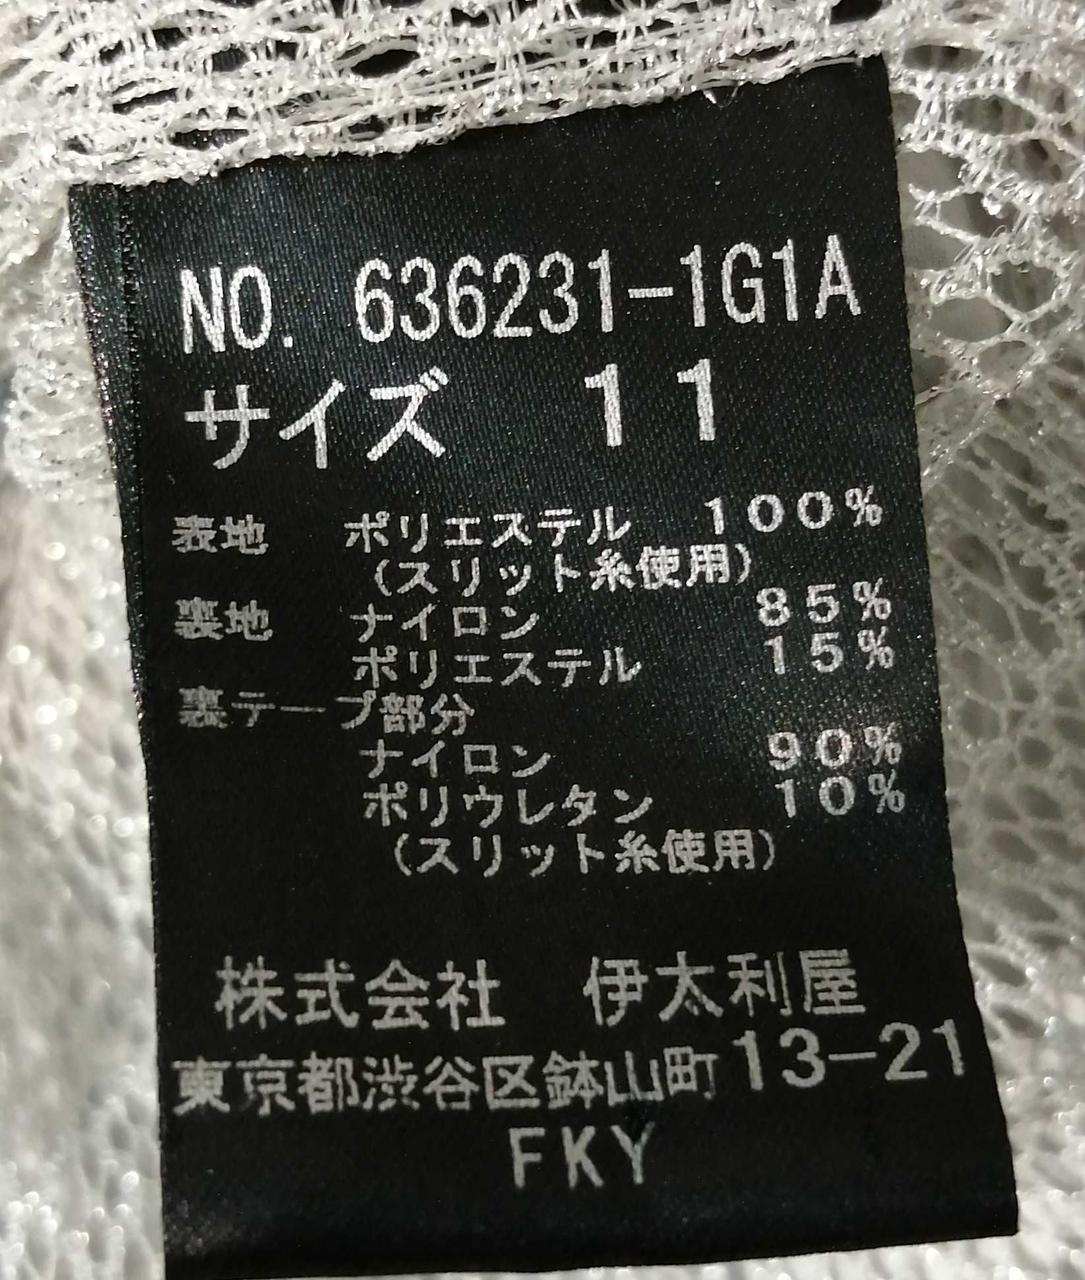 NO. 636231-1G1A
サイズ 11
表地 ポリエステル 100%
(スリット糸使用)
裏地 ナイロン 85%
ポリエステル 15%
裏テープ部分
ナイロン 90%
ポリウレタン 10%
(スリット糸使用)
株式会社 伊太利屋
東京都渋谷区鉢山町13-21
FKY